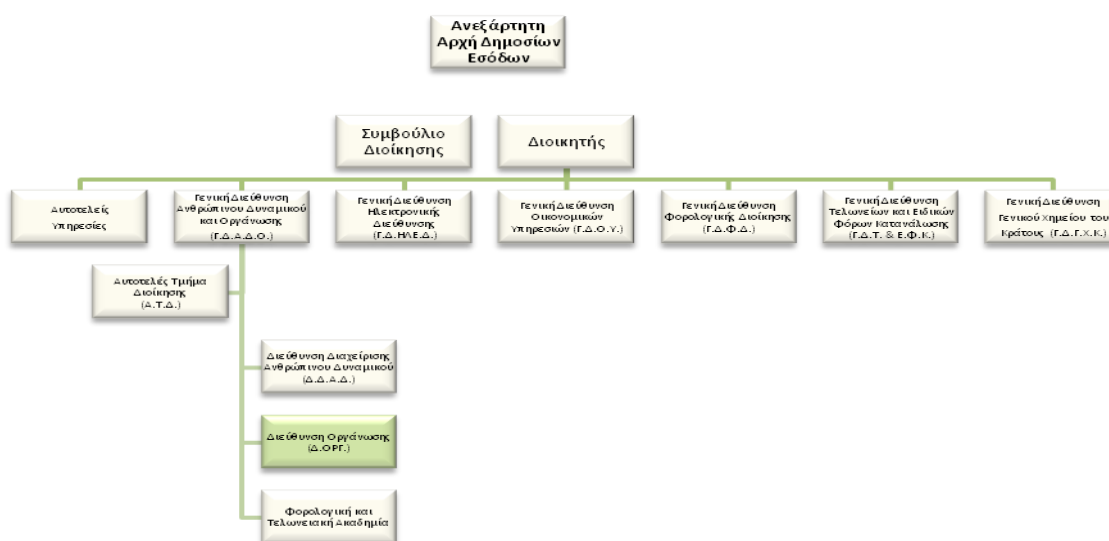 Ανεξάρτητη
Αρχή Δημοσίων
Εσόδων
Συμβούλιο
Διοίκησης
Διοικητής
Αυτοτελείς
Υπηρεσίες
Γενική Διεύθυνση
Ανθρώπινου Δυναμικού
και Οργάνωσης
(Γ.Δ.Α.Δ.Ο.)
Γενική Διεύθυνση
Ηλεκτρονικής
Διεύθυνσης
(Γ.Δ.ΗΛΕ.Δ.)
Γενική Διεύθυνση
Οικονομικών
Υπηρεσιών (Γ.Δ.Ο.Υ.)
Γενική Διεύθυνση
Φορολογικής Διοίκησης
(Γ.Δ.Φ.Δ.)
Γενική Διεύθυνση
Τελωνείων και Ειδικών
Φόρων Κατανάλωσης
(Γ.Δ.Τ. & Ε.Φ.Κ.)
Γενική Διεύθυνση
Γενικού Χημείου του
Κράτους (Γ.Δ.Γ.Χ.Κ.)
Αυτοτελές Τμήμα
Διοίκησης
(Α.Τ.Δ.)
Διεύθυνση Διαχείρισης
Ανθρώπινου Δυναμικού
(Δ.Δ.Α.Δ.)
Διεύθυνση Οργάνωσης
(Δ.ΟΡΓ.)
Φορολογική και
Τελωνειακή Ακαδημία